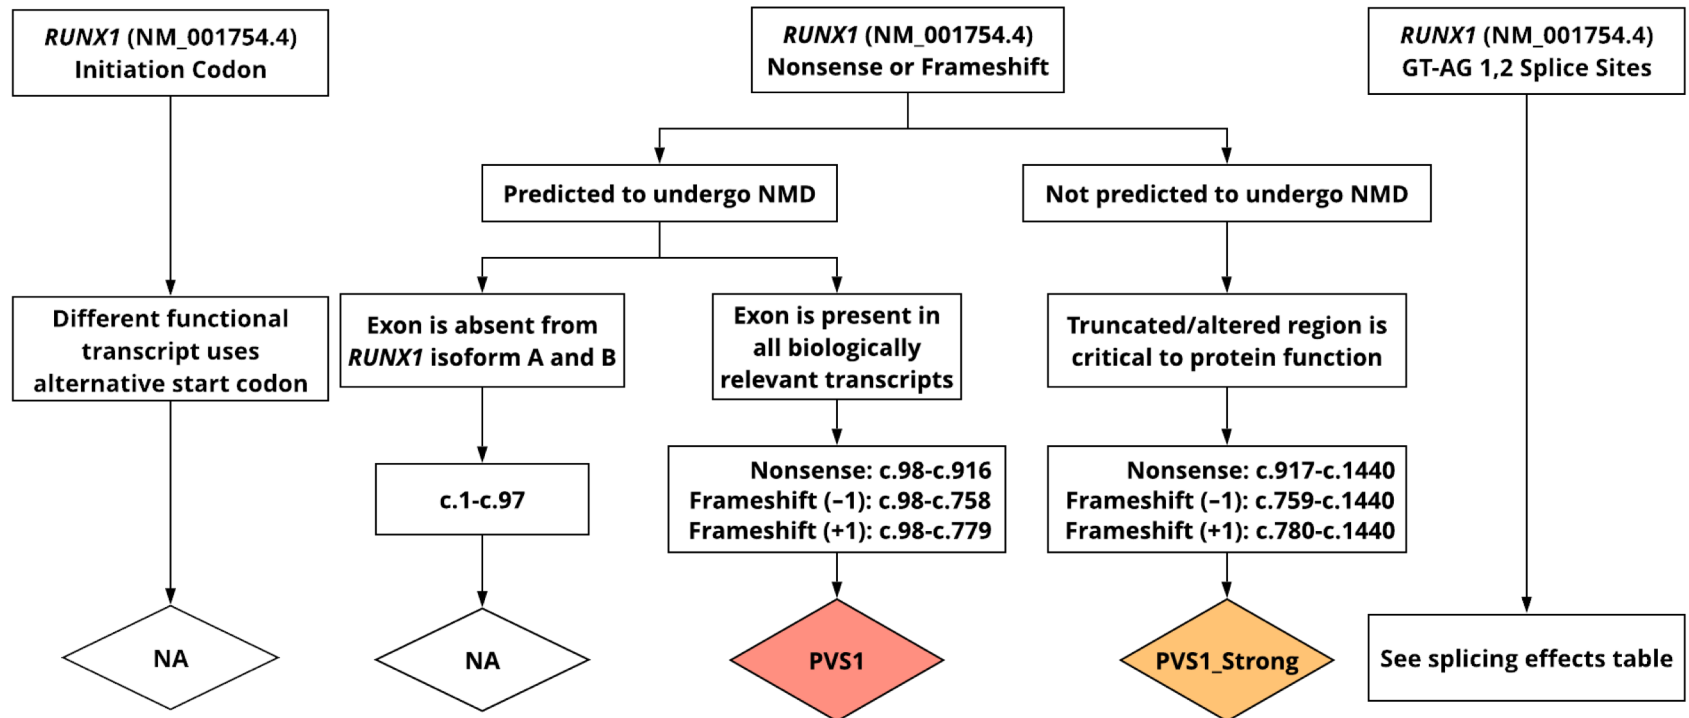 RUNX1 (NM_001754.4)
Initiation Codon
RUNX1 (NM_001754.4)
Nonsense or Frameshift
RUNX1 (NM_001754.4)
GT-AG 1,2 Splice Sites
Predicted to undergo NMD
Not predicted to undergo NMD
Different functional
transcript uses
alternative start codon
Exon is absent from
RUNX1 isoform A and B
Exon is present in
all biologically
relevant transcripts
Truncated/altered region is
critical to protein function
c.1-c.97
Nonsense: c.98-c.916
Frameshift (−1): c.98-c.758
Frameshift (+1): c.98-c.779
Nonsense: c.917-c.1440
Frameshift (−1): c.759-c.1440
Frameshift (+1): c.780-c.1440
NA
NA
PVS1
PVS1_Strong
See splicing effects table